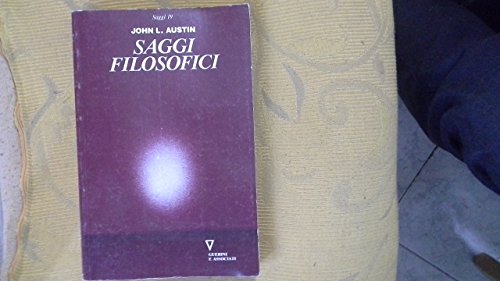 Saggi 19
JOHN L. AUSTIN
SAGGI
FILOSOFICI
GUERINI
E ASSOCIATI